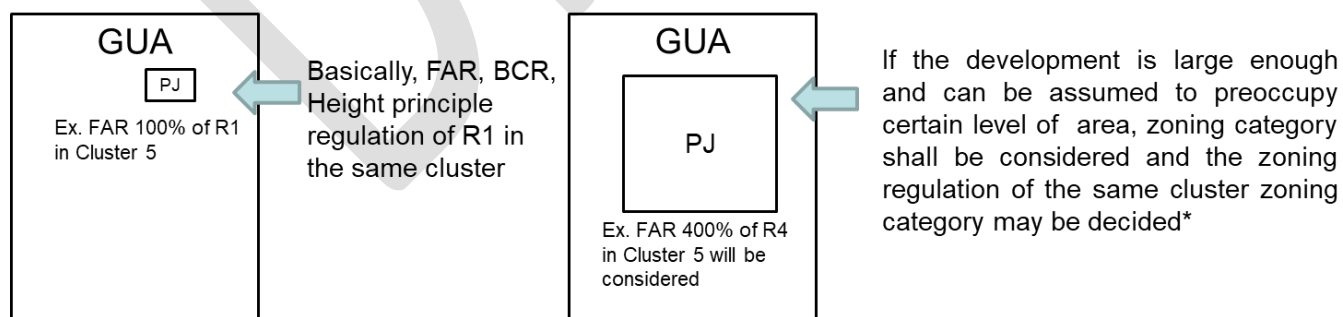 GUA
PJ
Ex. FAR 100% of R1
in Cluster 5
Basically, FAR, BCR,
Height principle
regulation of R1 in
the same cluster
GUA
PJ
Ex. FAR 400% of R4
in Cluster 5 will be
considered
If the development is large enough
and can be assumed to preoccupy
certain level of area, zoning category
shall be considered and the zoning
regulation of the same cluster zoning
category may be decided*